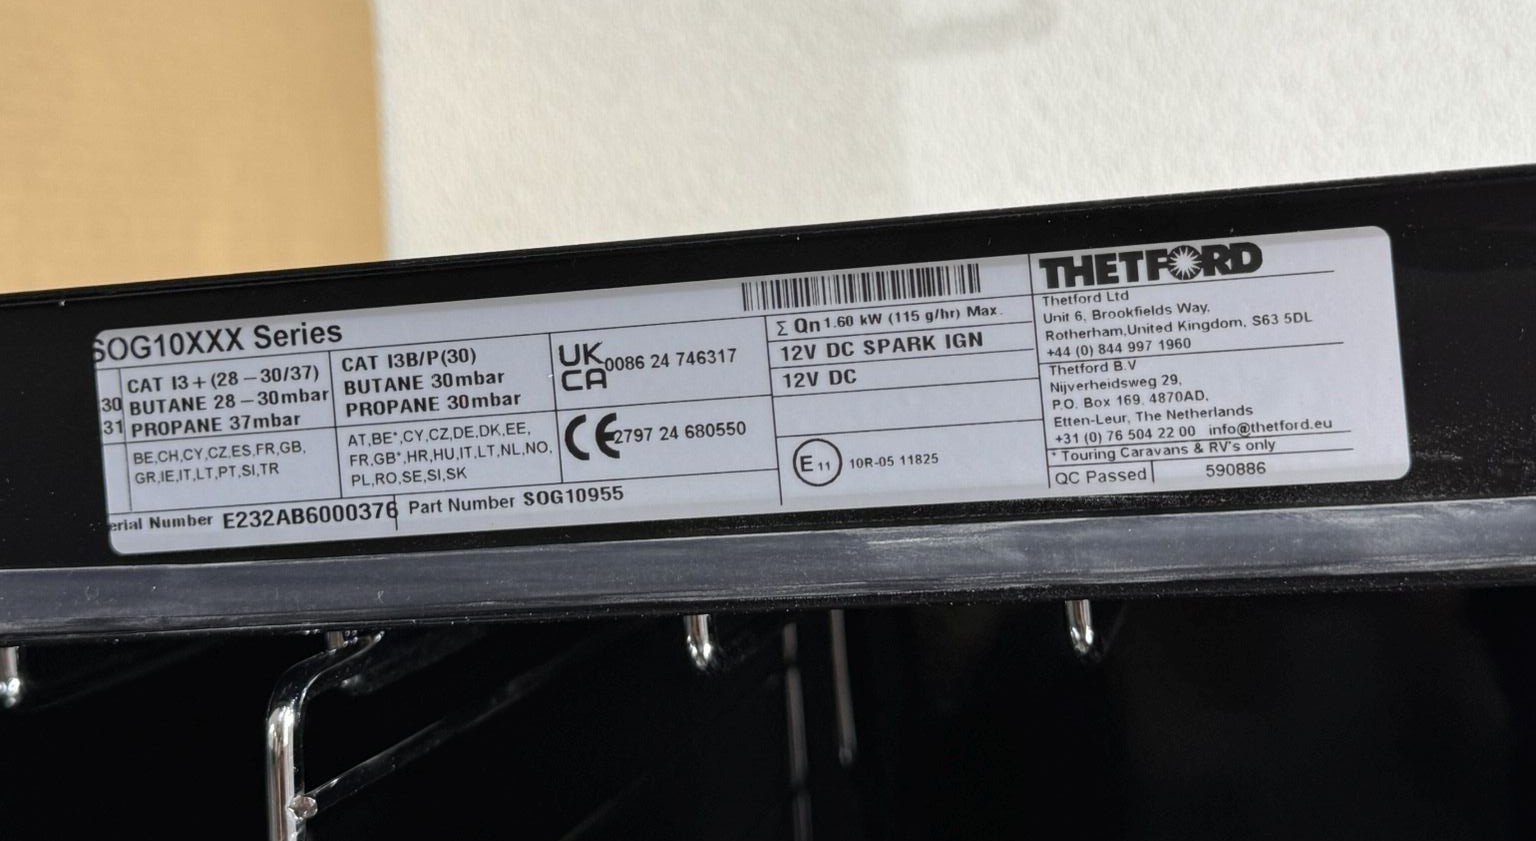 SOG10XXX Series
30
31
CAT I3+(28－30/37)
BUTANE 28－30mbar
PROPANE 37mbar
BE,CH,CY,CZ,ES,FR,GB,
GR,IE,IT,LT,PT,SI,TR
CAT I3B/P(30)
BUTANE 30mbar
PROPANE 30mbar
AT,BE*,CY,CZ,DE,DK,EE,
FR,GB*,HR,HU,IT,LT,NL,NO,
PL,RO,SE,SI,SK
erial Number E232AB6000376
Part Number SOG10955
UK
CA 0086 24 746317
CE 2797 24 680550
∑ Qn 1.60 kW (115 g/hr) Max.
12V DC SPARK IGN
12V DC
E 11 10R-05 11825
THETFORD
Thetford Ltd
Unit 6, Brookfields Way,
Rotherham,United Kingdom, S63 5DL
+44 (0) 844 997 1960
Thetford B.V
Nijverheidsweg 29,
P.O. Box 169. 4870AD,
Etten-Leur, The Netherlands
+31 (0) 76 504 22 00 info@thetford.eu
* Touring Caravans & RV's only
QC Passed 590886